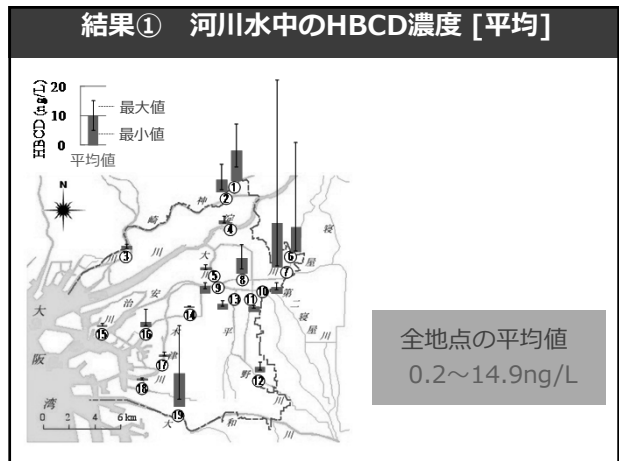 結果① 河川水中のHBCD濃度 [平均]
HBCD (ng/L)
20
10
0
最大値
最小値
平均値
N
①
②
神
崎
川
淀
川
③
④
寝
屋
川
⑥
⑦
大
川
⑤
⑧
⑨
⑩
第
二
寝
屋
川
⑪
⑬
⑭
安
治
川
平
野
川
⑮
⑯
木
津
川
⑰
⑫
⑱
⑲
大
阪
湾
大
和
川
0 2 4 6 km
全地点の平均値
0.2～14.9ng/L